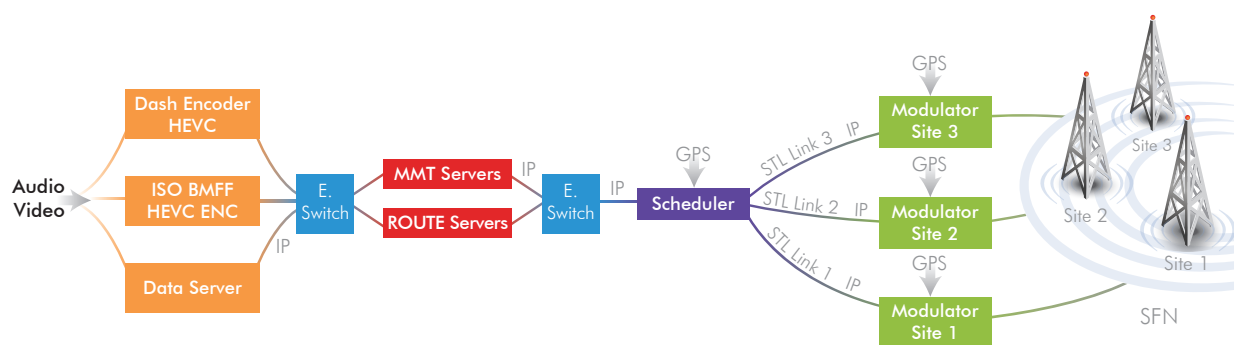 Audio
Video
Dash Encoder
HEVC
ISO BMFF
HEVC ENC
Data Server
IP
E.
Switch
MMT Servers
ROUTE Servers
IP
E.
Switch
IP
GPS
Scheduler
STL Link 3 IP
STL Link 2 IP
STL Link 1 IP
GPS
Modulator
Site 3
GPS
Modulator
Site 2
GPS
Modulator
Site 1
Site 3
Site 2
Site 1
SFN